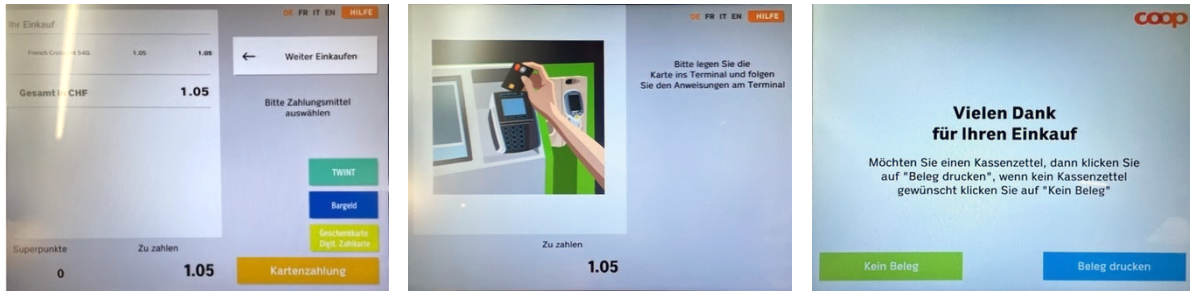 Ihr Einkauf
DE FR IT EN HILFE
French Croissant 54G 1.05 1.05
← Weiter Einkaufen
Gesamt in CHF 1.05
Bitte Zahlungsmittel
auswählen
TWINT
Bargeld
Geschenkkarte
Digit. Zahlkarte
Superpunkte Zu zahlen
0 1.05
Kartenzahlung
DE FR IT EN HILFE
Bitte legen Sie die
Karte ins Terminal und folgen
Sie den Anweisungen am Terminal
Zu zahlen
1.05
coop
Vielen Dank
für Ihren Einkauf
Möchten Sie einen Kassenzettel, dann klicken Sie
auf "Beleg drucken", wenn kein Kassenzettel
gewünscht klicken Sie auf "Kein Beleg"
Kein Beleg
Beleg drucken